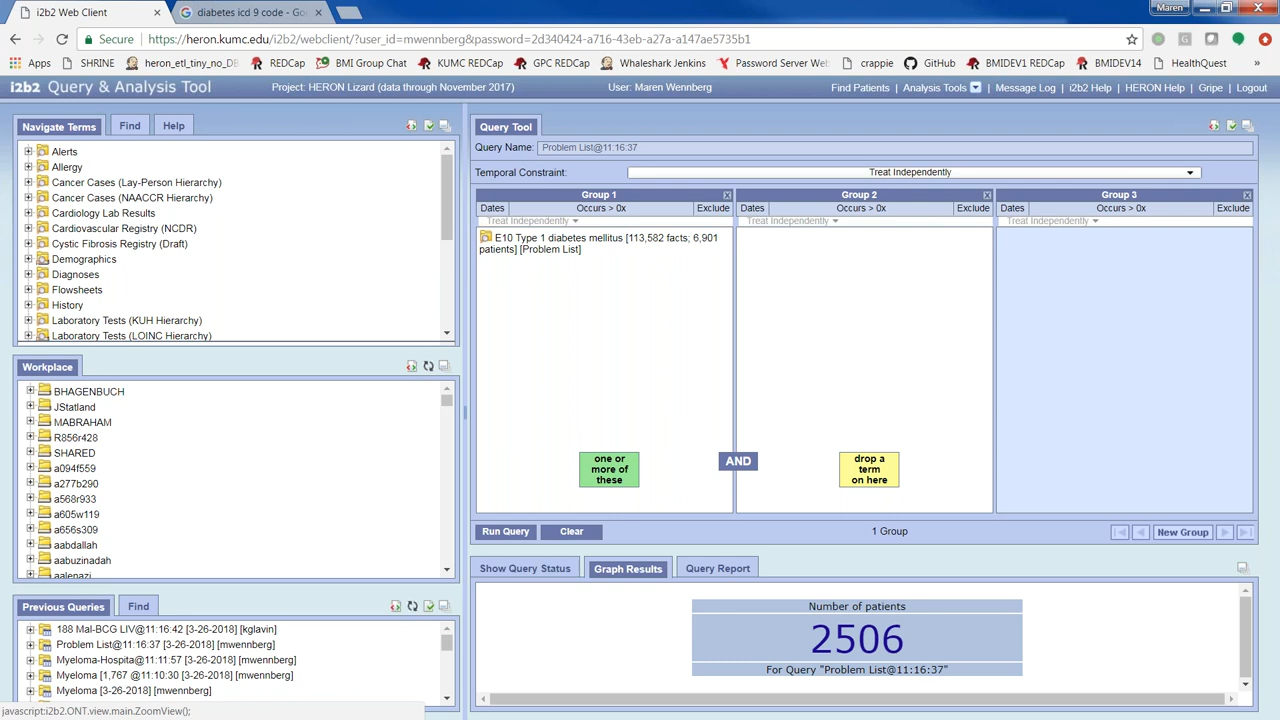 i2b2 Web Client
diabetes icd 9 code - Go
Maren
Secure
https://heron.kumc.edu/i2b2/webclient/?user_id=mwennberg&password=2d340424-a716-43eb-a27a-a147ae5735b1
Apps
SHRINE
heron_etl_tiny_no_DE
REDCap
BMI Group Chat
KUMC REDCap
GPC REDCap
Whaleshark Jenkins
Password Server Web
crappie
GitHub
BMIDEV1 REDCap
BMIDEV14
HealthQuest
»
i2b2 Query & Analysis Tool
Project: HERON Lizard (data through November 2017)
User: Maren Wennberg
Find Patients | Analysis Tools | Message Log | i2b2 Help | HERON Help | Gripe | Logout
Navigate Terms
Find
Help
Alerts
Allergy
Cancer Cases (Lay-Person Hierarchy)
Cancer Cases (NAACCR Hierarchy)
Cardiology Lab Results
Cardiovascular Registry (NCDR)
Cystic Fibrosis Registry (Draft)
Demographics
Diagnoses
Flowsheets
History
Laboratory Tests (KUH Hierarchy)
Laboratory Tests (LOINC Hierarchy)
Workplace
BHAGENBUCH
JStatland
MABRAHAM
R856r428
SHARED
a094f559
a277b290
a568r933
a605w119
a656s309
aabdallah
aabuzinadah
aalenazi
Previous Queries
Find
188 Mal-BCG LIV@11:16:42 [3-26-2018] [kglavin]
Problem List@11:16:37 [3-26-2018] [mwennberg]
Myeloma-Hospita@11:11:57 [3-26-2018] [mwennberg]
Myeloma [1,767 @11:10:30 [3-26-2018] [mwennberg]
Myeloma [3-26-2018] [mwennberg]
javascript:i2b2.ONT.view.main.ZoomView();
Query Tool
Query Name:
Problem List@11:16:37
Temporal Constraint:
Treat Independently
Group 1
Dates
Occurs > 0x
Exclude
Treat Independently
E10 Type 1 diabetes mellitus [113,582 facts; 6,901
patients] [Problem List]
one or
more of
these
AND
Group 2
Dates
Occurs > 0x
Exclude
Treat Independently
drop a
term
on here
Group 3
Dates
Occurs > 0x
Exclude
Treat Independently
Run Query
Clear
1 Group
New Group
Show Query Status
Graph Results
Query Report
Number of patients
2506
For Query "Problem List@11:16:37"